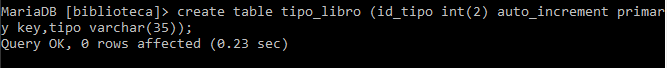 MariaDB [biblioteca]> create table tipo_libro (id_tipo int(2) auto_increment primar
y key,tipo varchar(35));
Query OK, 0 rows affected (0.23 sec)